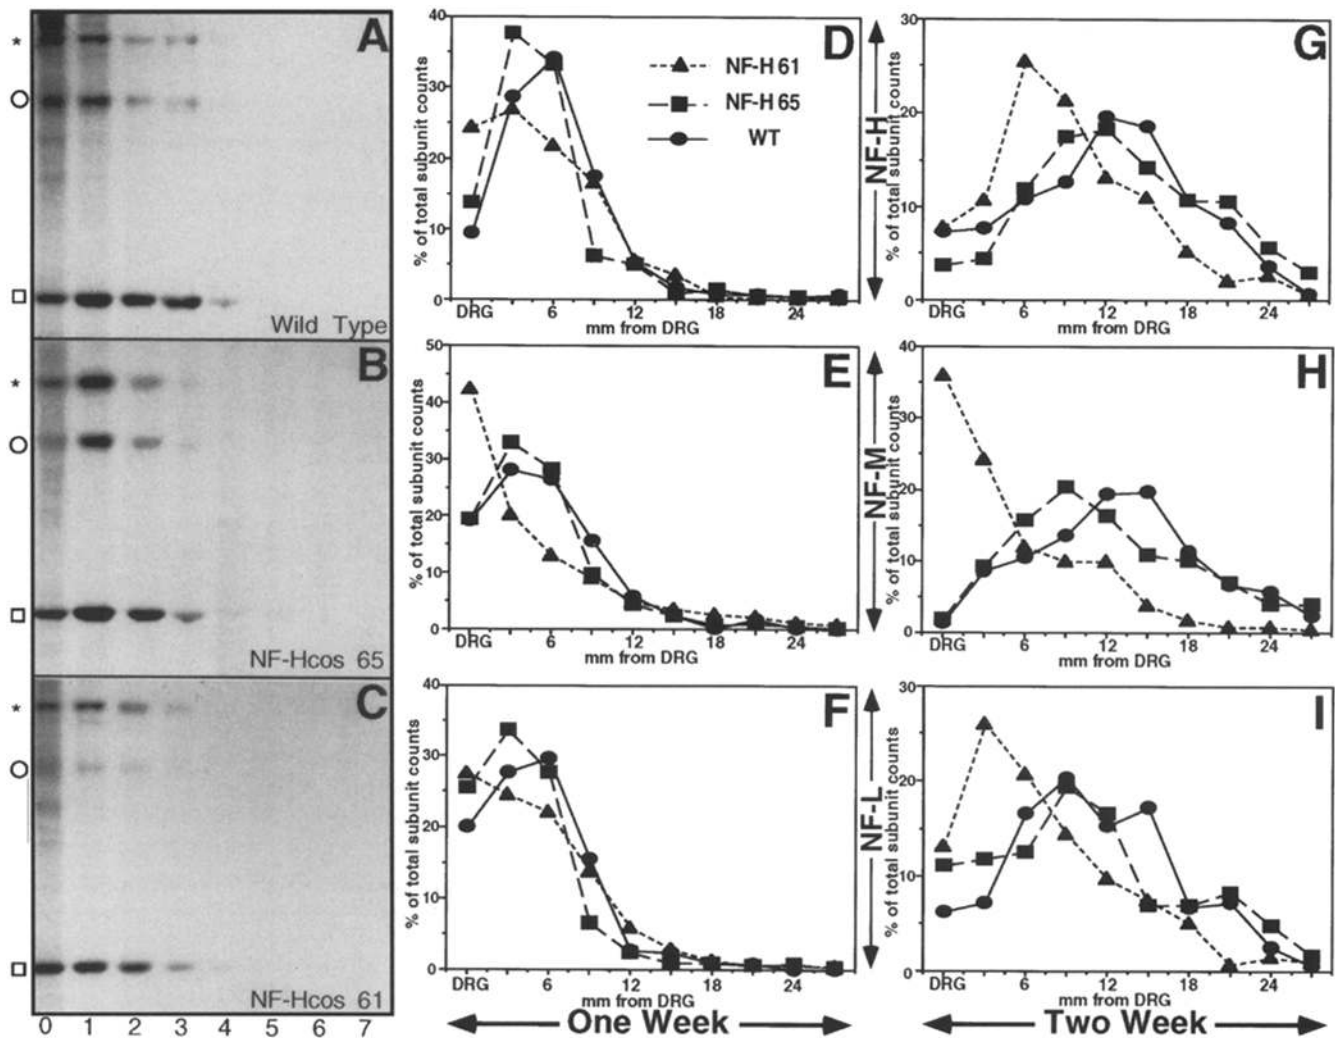 A
*
Wild Type
B
*
NF-Hcos 65
C
*
NF-Hcos 61
0 1 2 3 4 5 6 7
D
NF-H 61
NF-H 65
WT
40
30
20
10
0
% of total subunit counts
DRG 6 12 18 24
mm from DRG
NF-H
G
30
20
10
0
% of total subunit counts
DRG 6 12 18 24
mm from DRG
E
50
40
30
20
10
0
% of total subunit counts
DRG 6 12 18 24
mm from DRG
NF-M
H
40
30
20
10
0
% of total subunit counts
DRG 6 12 18 24
mm from DRG
F
40
30
20
10
0
% of total subunit counts
DRG 6 12 18 24
mm from DRG
One Week
NF-L
I
30
20
10
0
% of total subunit counts
DRG 6 12 18 24
mm from DRG
Two Week